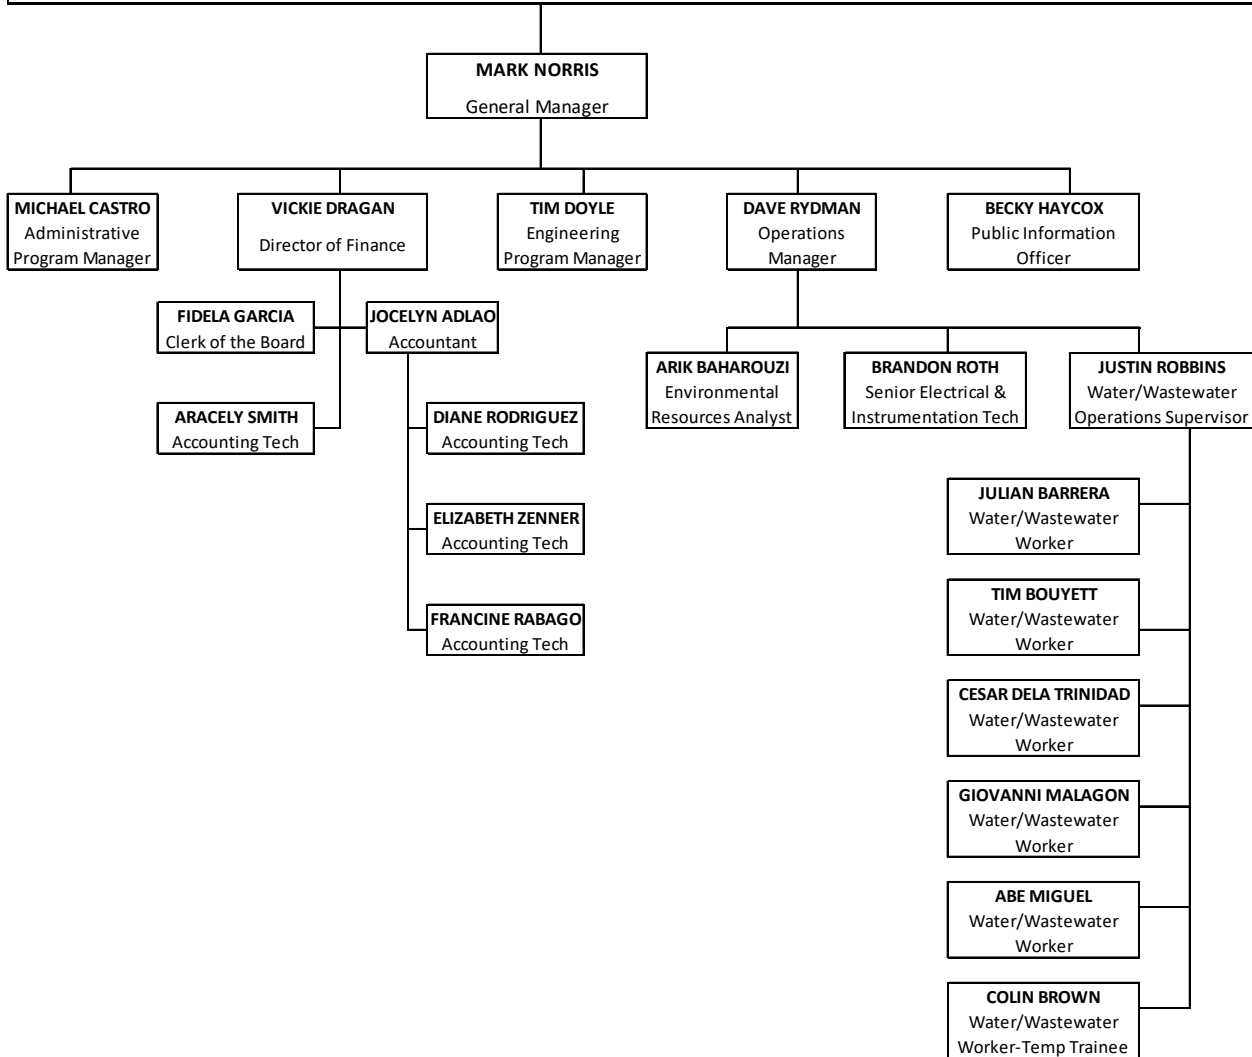 MARK NORRIS
General Manager
MICHAEL CASTRO
Administrative
Program Manager
VICKIE DRAGAN
Director of Finance
TIM DOYLE
Engineering
Program Manager
DAVE RYDMAN
Operations
Manager
BECKY HAYCOX
Public Information
Officer
FIDELA GARCIA
Clerk of the Board
JOCELYN ADLAO
Accountant
ARACELY SMITH
Accounting Tech
DIANE RODRIGUEZ
Accounting Tech
ELIZABETH ZENNER
Accounting Tech
FRANCINE RABAGO
Accounting Tech
ARIK BAHAROUZI
Environmental
Resources Analyst
BRANDON ROTH
Senior Electrical &
Instrumentation Tech
JUSTIN ROBBINS
Water/Wastewater
Operations Supervisor
JULIAN BARRERA
Water/Wastewater
Worker
TIM BOUYETT
Water/Wastewater
Worker
CESAR DELA TRINIDAD
Water/Wastewater
Worker
GIOVANNI MALAGON
Water/Wastewater
Worker
ABE MIGUEL
Water/Wastewater
Worker
COLIN BROWN
Water/Wastewater
Worker-Temp Trainee